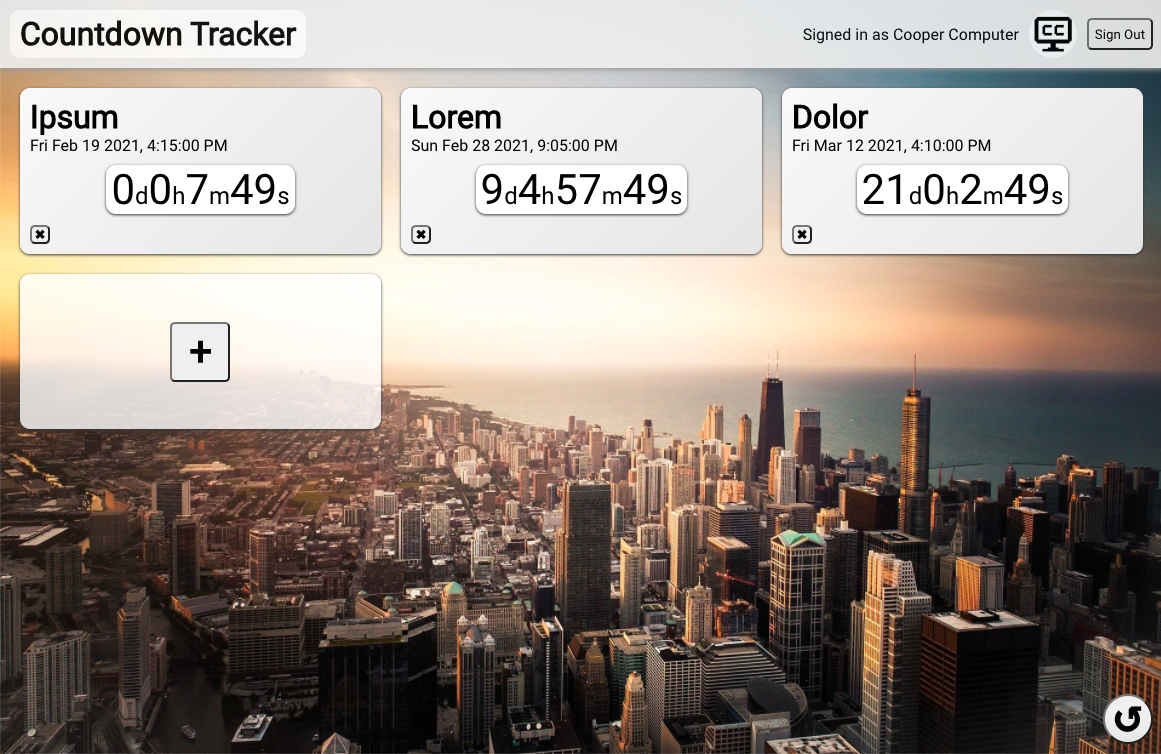 Countdown Tracker
Signed in as Cooper Computer
CC
Sign Out
Ipsum
Fri Feb 19 2021, 4:15:00 PM
0d0h7m49s
Lorem
Sun Feb 28 2021, 9:05:00 PM
9d4h57m49s
Dolor
Fri Mar 12 2021, 4:10:00 PM
21d0h2m49s
+